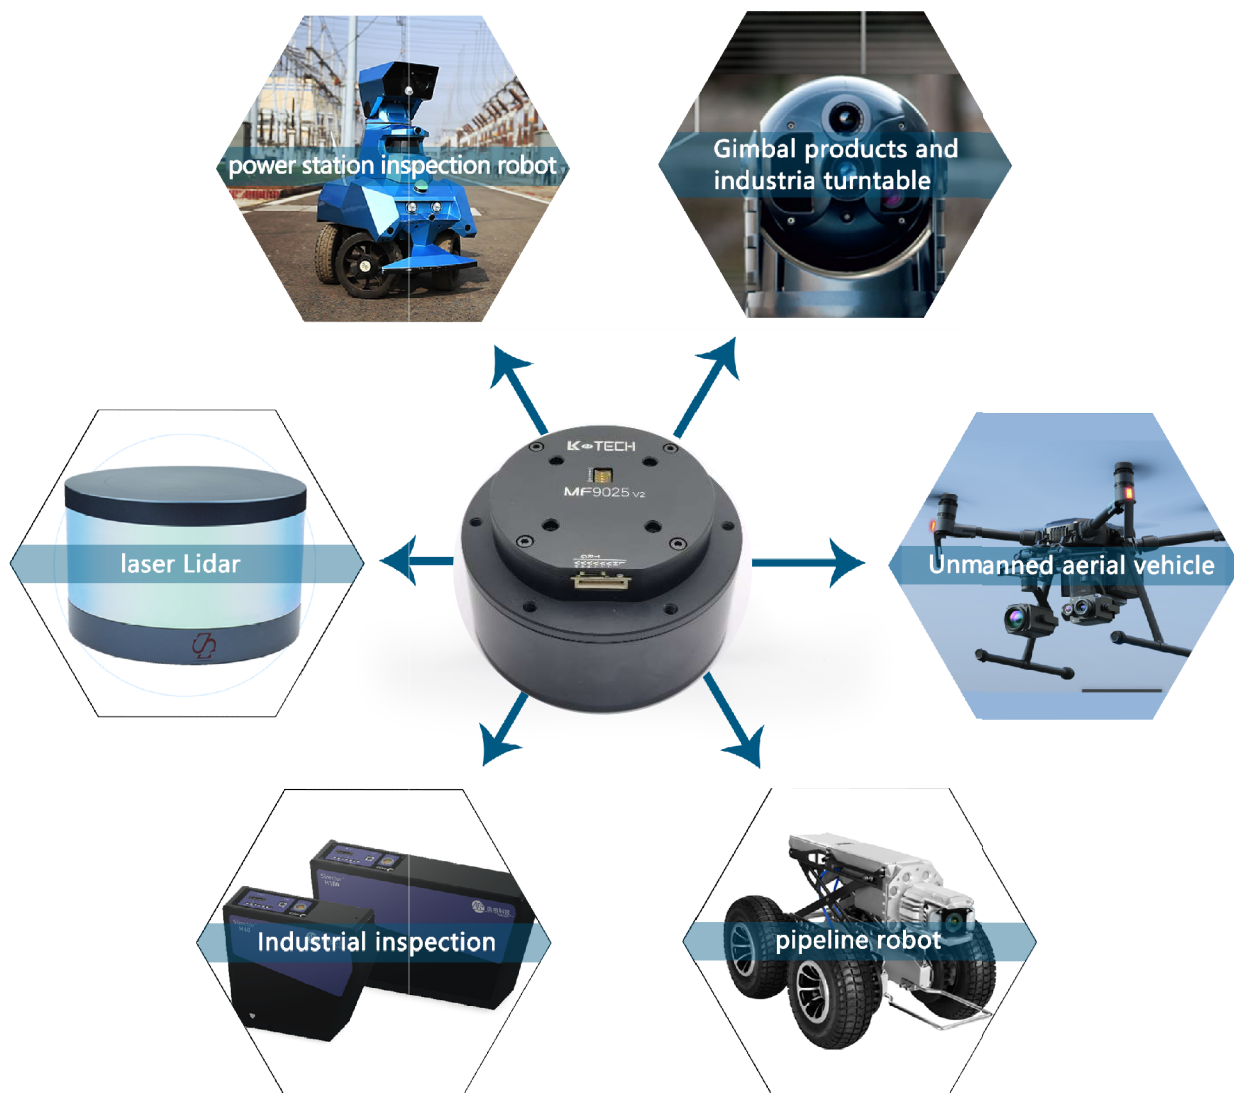 power station inspection robot
Gimbal products and
industria turntable
LK TECH
MF9025 V2
laser Lidar
Unmanned aerial vehicle
Industrial inspection
pipeline robot